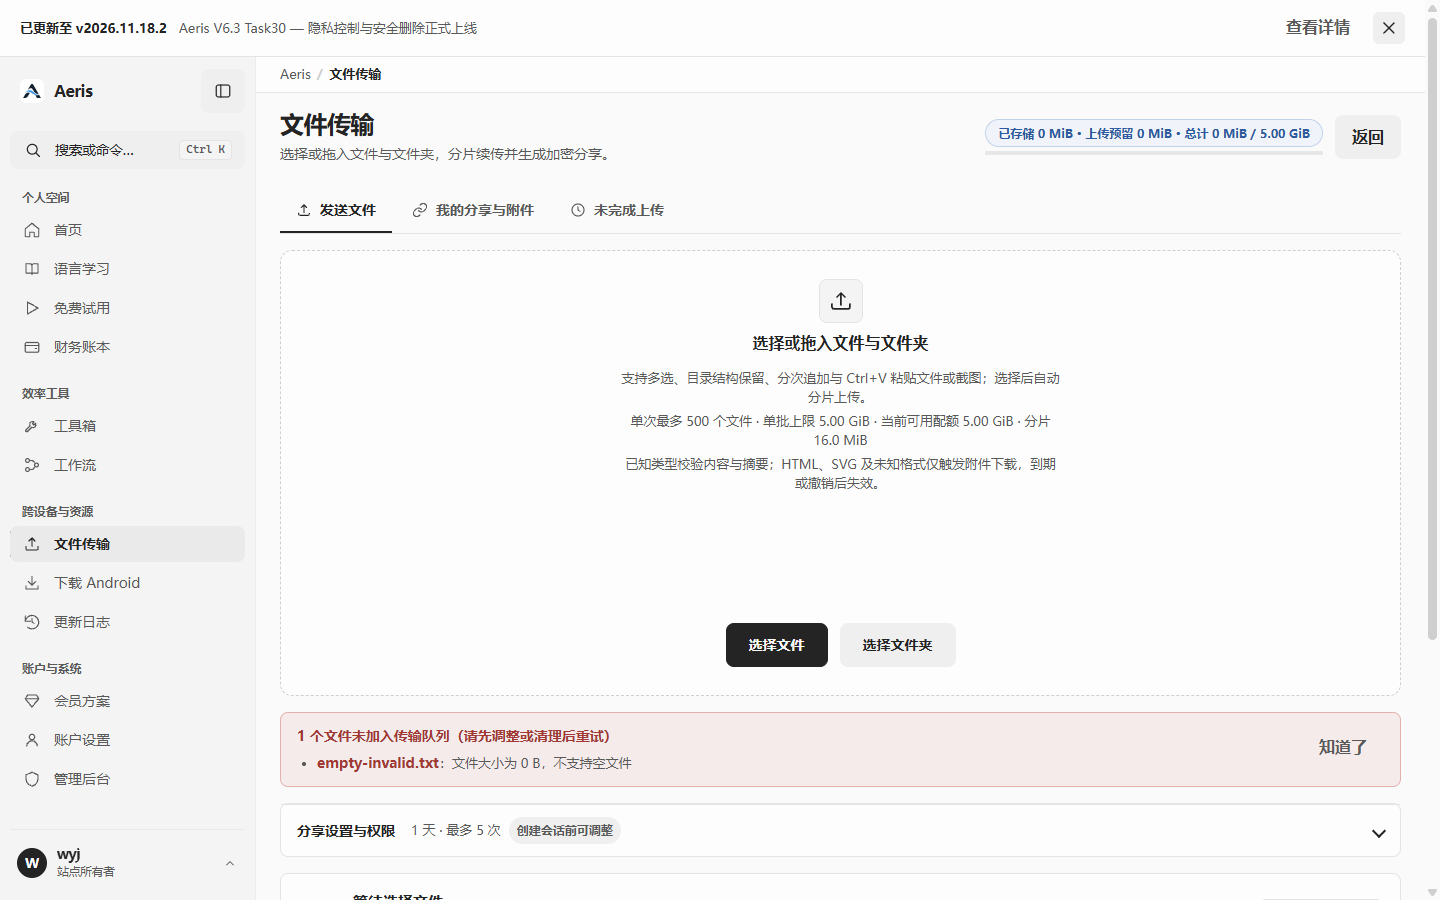 已更新至 v2026.11.18.2 Aeris V6.3 Task30 — 隐私控制与安全删除正式上线
查看详情
Aeris
搜索或命令... Ctrl K
个人空间
首页
语言学习
免费试用
财务账本
效率工具
工具箱
工作流
跨设备与资源
文件传输
下载 Android
更新日志
账户与系统
会员方案
账户设置
管理后台
W
wyj
站点所有者
Aeris / 文件传输
文件传输
选择或拖入文件与文件夹，分片续传并生成加密分享。
已存储 0 MiB • 上传预留 0 MiB • 总计 0 MiB / 5.00 GiB
返回
发送文件 我的分享与附件 未完成上传
选择或拖入文件与文件夹
支持多选、目录结构保留、分次追加与 Ctrl+V 粘贴文件或截图；选择后自动
分片上传。
单次最多 500 个文件 · 单批上限 5.00 GiB · 当前可用配额 5.00 GiB · 分片
16.0 MiB
已知类型校验内容与摘要；HTML、SVG 及未知格式仅触发附件下载，到期
或撤销后失效。
选择文件 选择文件夹
1 个文件未加入传输队列（请先调整或清理后重试）
• empty-invalid.txt：文件大小为 0 B，不支持空文件
知道了
分享设置与权限 1 天 · 最多 5 次 创建会话前可调整
等待选择文件